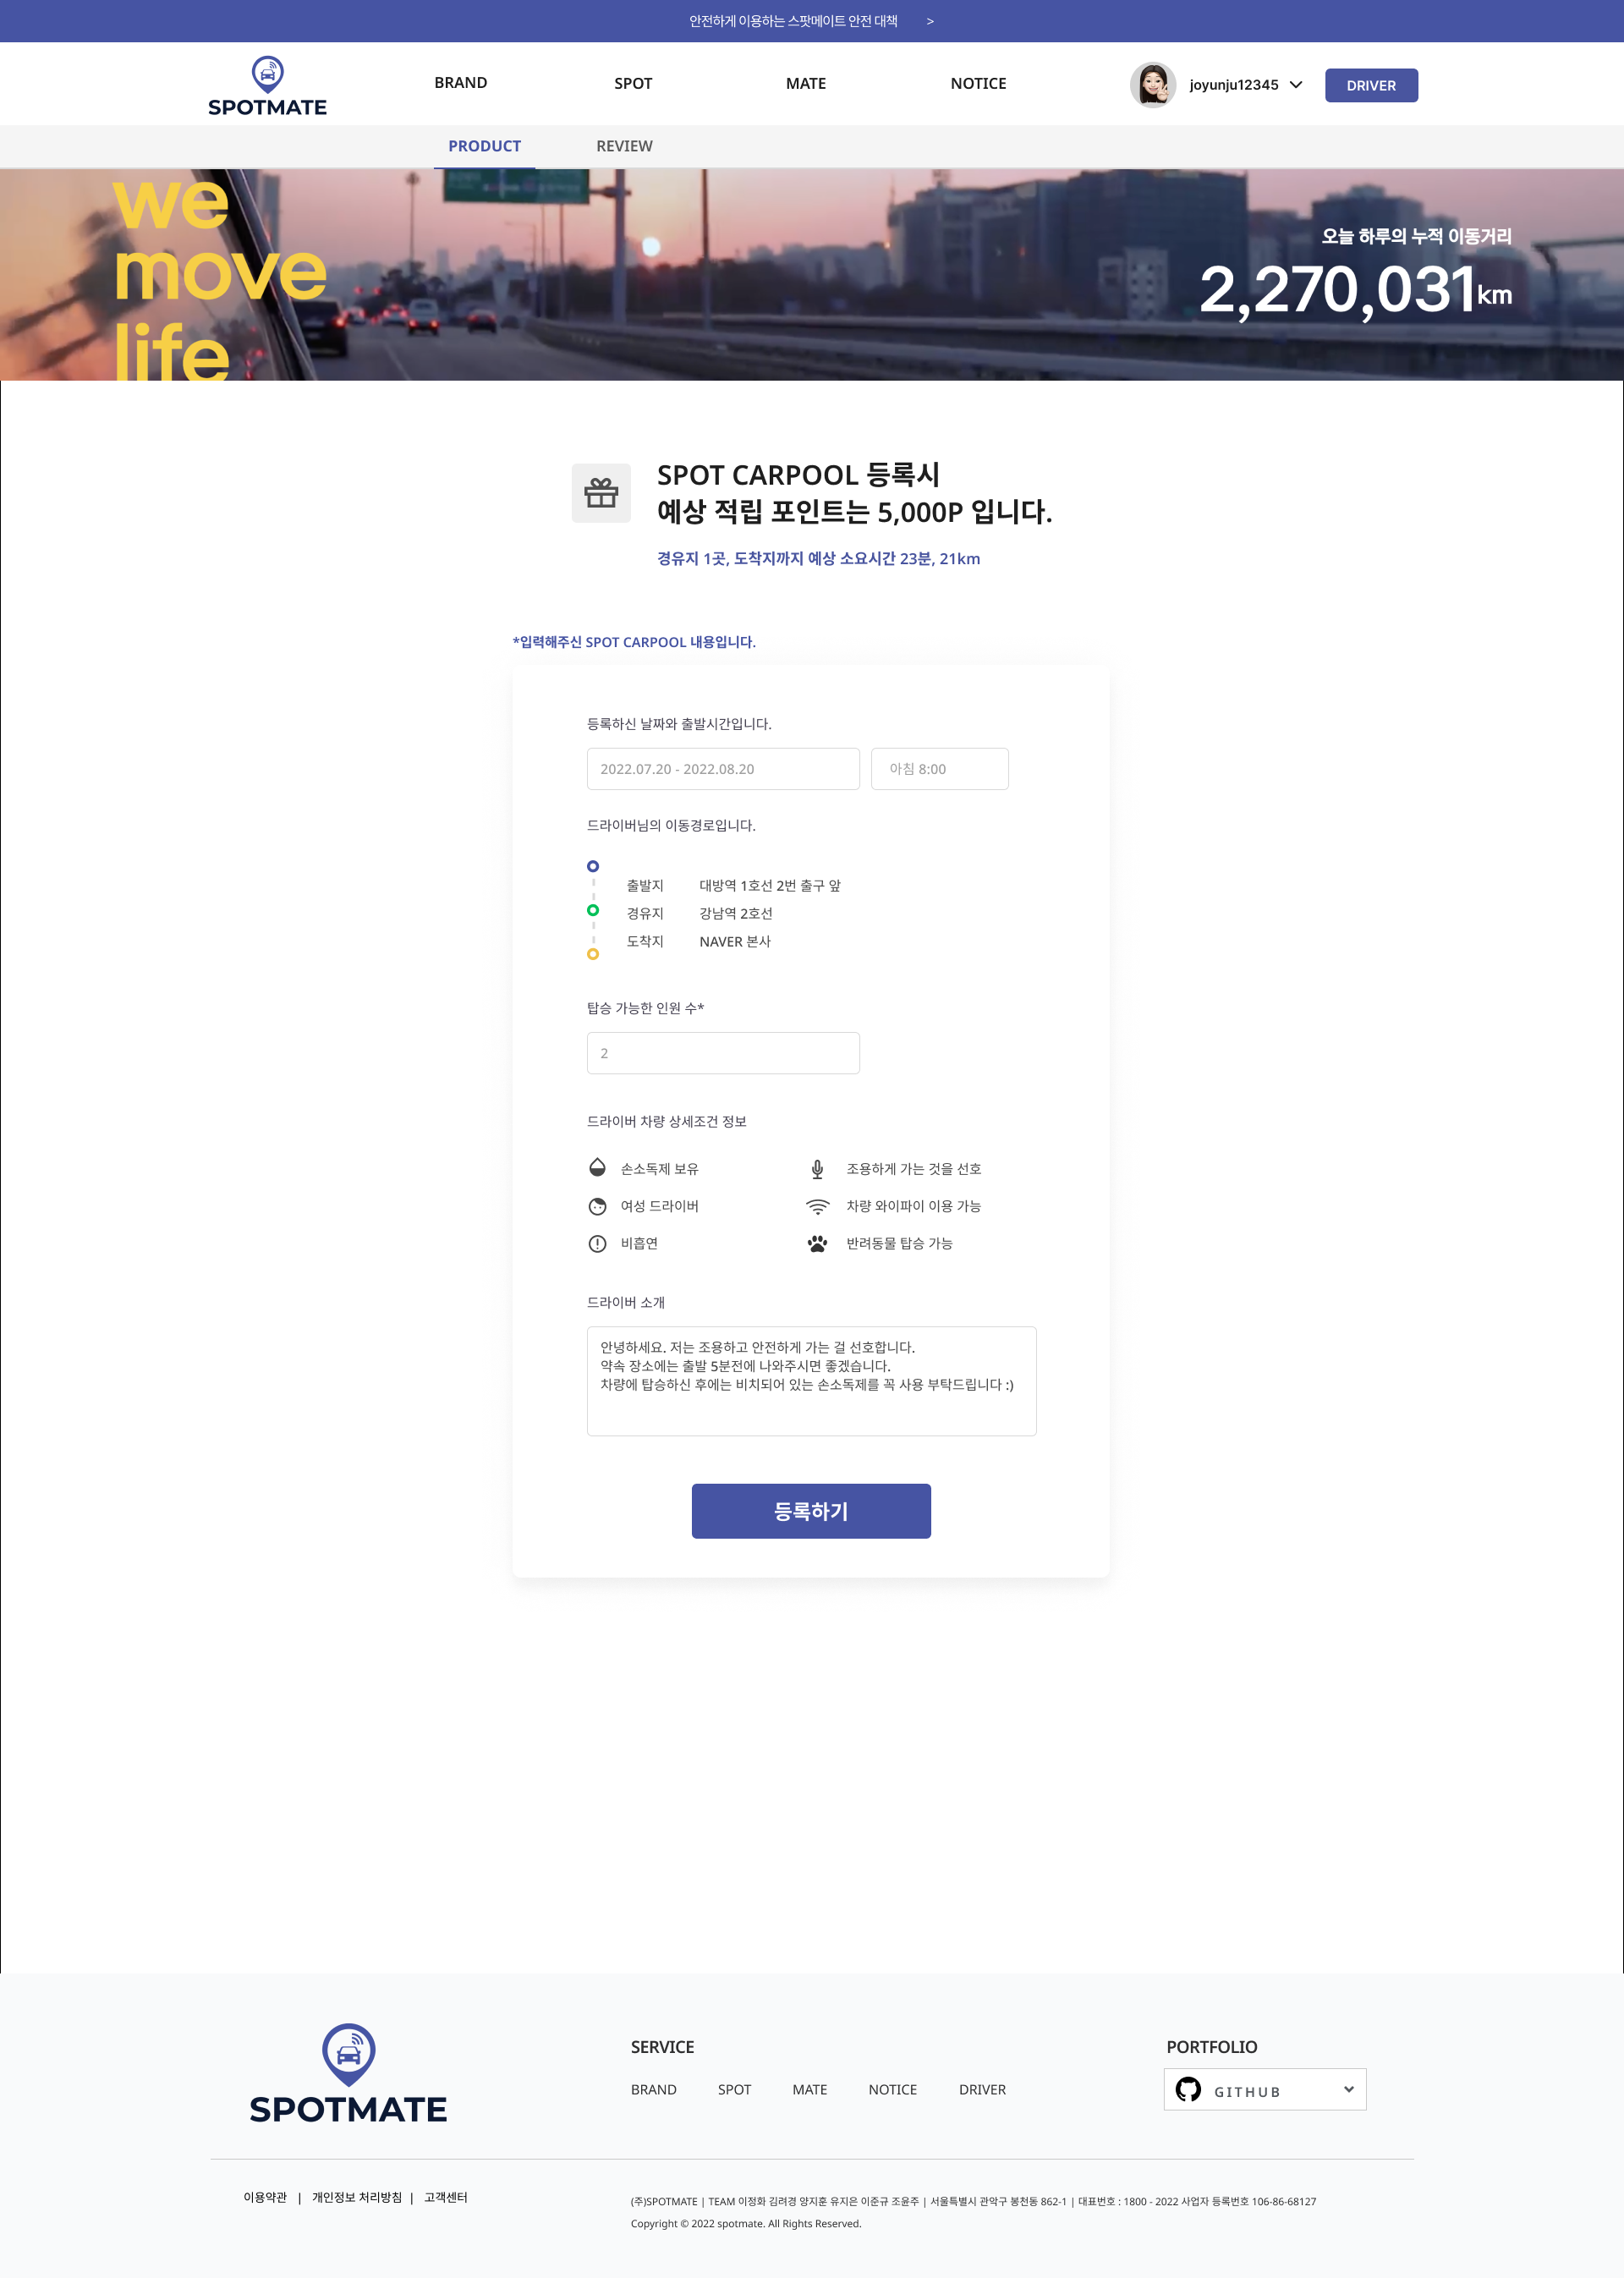 안전하게 이용하는 스팟메이트 안전 대책 >
SPOTMATE
BRAND SPOT MATE NOTICE
joyunju12345
DRIVER
PRODUCT REVIEW
we
move
life
오늘 하루의 누적 이동거리
2,270,031km
SPOT CARPOOL 등록시
예상 적립 포인트는 5,000P 입니다.
경유지 1곳, 도착지까지 예상 소요시간 23분, 21km
*입력해주신 SPOT CARPOOL 내용입니다.
등록하신 날짜와 출발시간입니다.
2022.07.20 - 2022.08.20 아침 8:00
드라이버님의 이동경로입니다.
출발지 대방역 1호선 2번 출구 앞
경유지 강남역 2호선
도착지 NAVER 본사
탑승 가능한 인원 수*
2
드라이버 차량 상세조건 정보
손소독제 보유 조용하게 가는 것을 선호
여성 드라이버 차량 와이파이 이용 가능
비흡연 반려동물 탑승 가능
드라이버 소개
안녕하세요. 저는 조용하고 안전하게 가는 걸 선호합니다.
약속 장소에는 출발 5분전에 나와주시면 좋겠습니다.
차량에 탑승하신 후에는 비치되어 있는 손소독제를 꼭 사용 부탁드립니다 :)
등록하기
SPOTMATE
SERVICE
BRAND SPOT MATE NOTICE DRIVER
PORTFOLIO
GITHUB
이용약관 | 개인정보 처리방침 | 고객센터
(주)SPOTMATE | TEAM 이정화 김려경 양지훈 유지은 이준규 조윤주 | 서울특별시 관악구 봉천동 862-1 | 대표번호 : 1800 - 2022 사업자 등록번호 106-86-68127
Copyright © 2022 spotmate. All Rights Reserved.